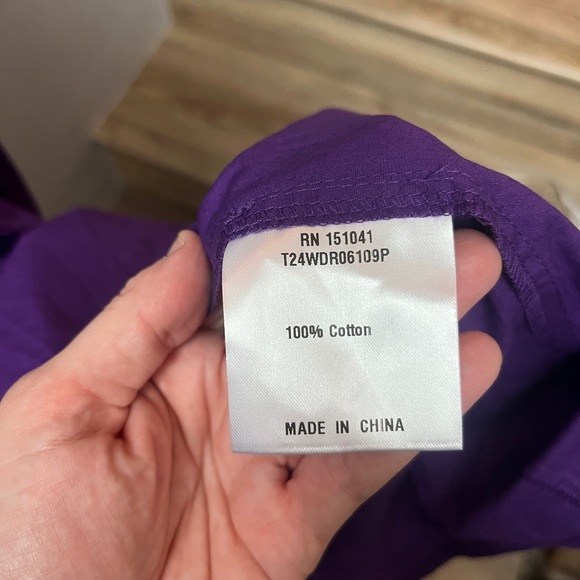 RN 151041
T24WDR06109P
100% Cotton
MADE IN CHINA